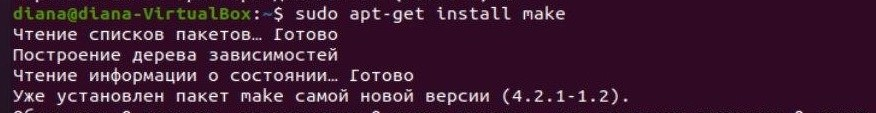 diana@diana-VirtualBox:~$ sudo apt-get install make
Чтение списков пакетов… Готово
Построение дерева зависимостей
Чтение информации о состоянии… Готово
Уже установлен пакет make самой новой версии (4.2.1-1.2).